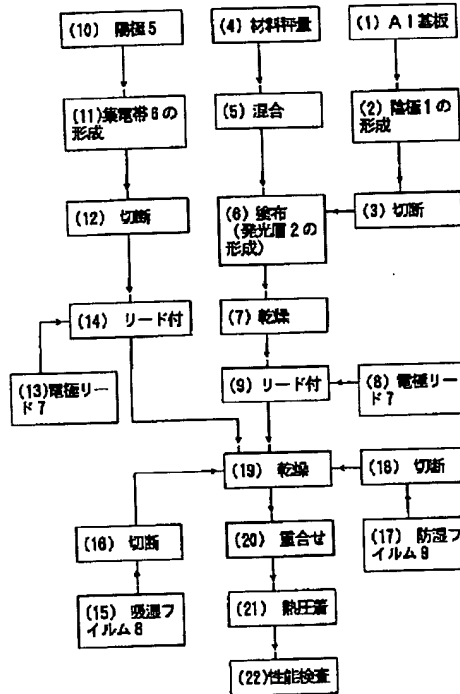 (10) 陽極5
(4) 材料秤量
(1) Al基板
(11)集電帯6の
形成
(5) 混合
(2) 陰極1の
形成
(12) 切断
(6) 塗布
(発光層2の
形成)
(3) 切断
(14) リード付
(7) 乾燥
(13)電極リー
ド7
(9) リード付
(8) 電極リー
ド7
(19) 乾燥
(18) 切断
(16) 切断
(20)重合せ
(17) 防湿フ
イルム9
(15) 吸湿フ
イルム8
(21) 熱圧着
(22)性能検査